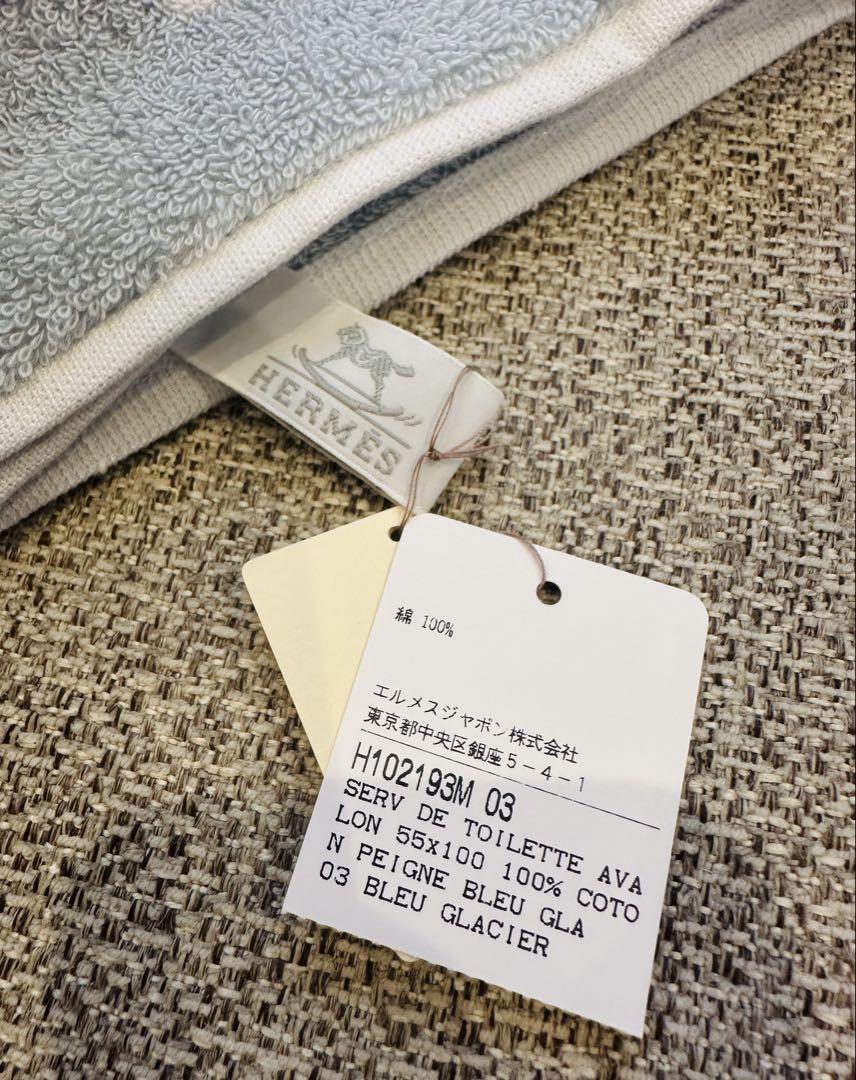 HERMES
綿 100%
エルメスジャポン株式会社
東京都中央区銀座5-4-1
H102193M 03
SERV DE TOILETTE AVA
LON 55x100 100% COTO
N PEIGNE BLEU GLA
03 BLEU GLACIER